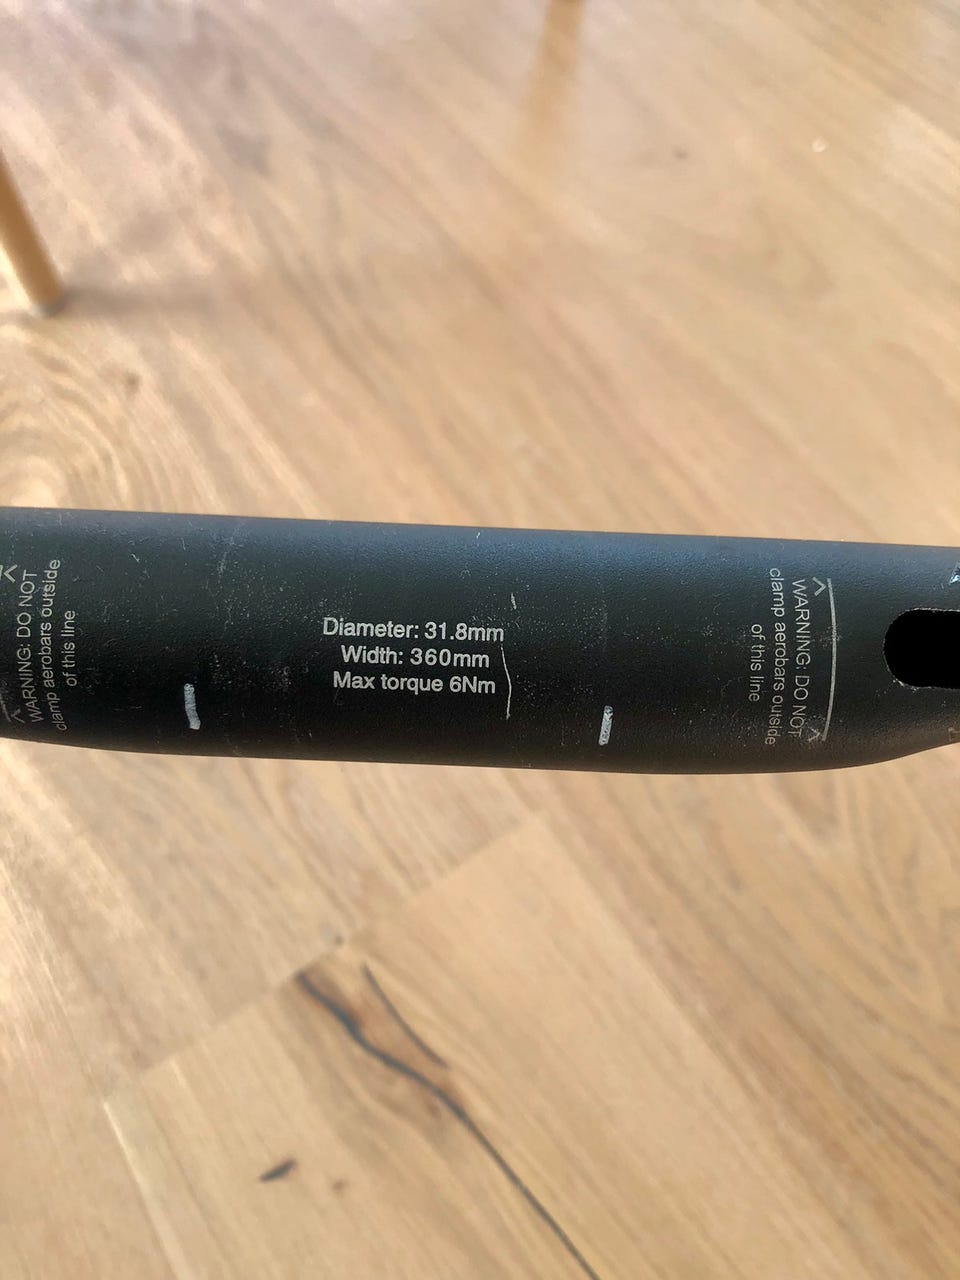 WARNING: DO NOT
clamp aerobars outside
of this line
Diameter: 31.8mm
Width: 360mm
Max torque 6Nm
WARNING: DO NOT
clamp aerobars outside
of this line